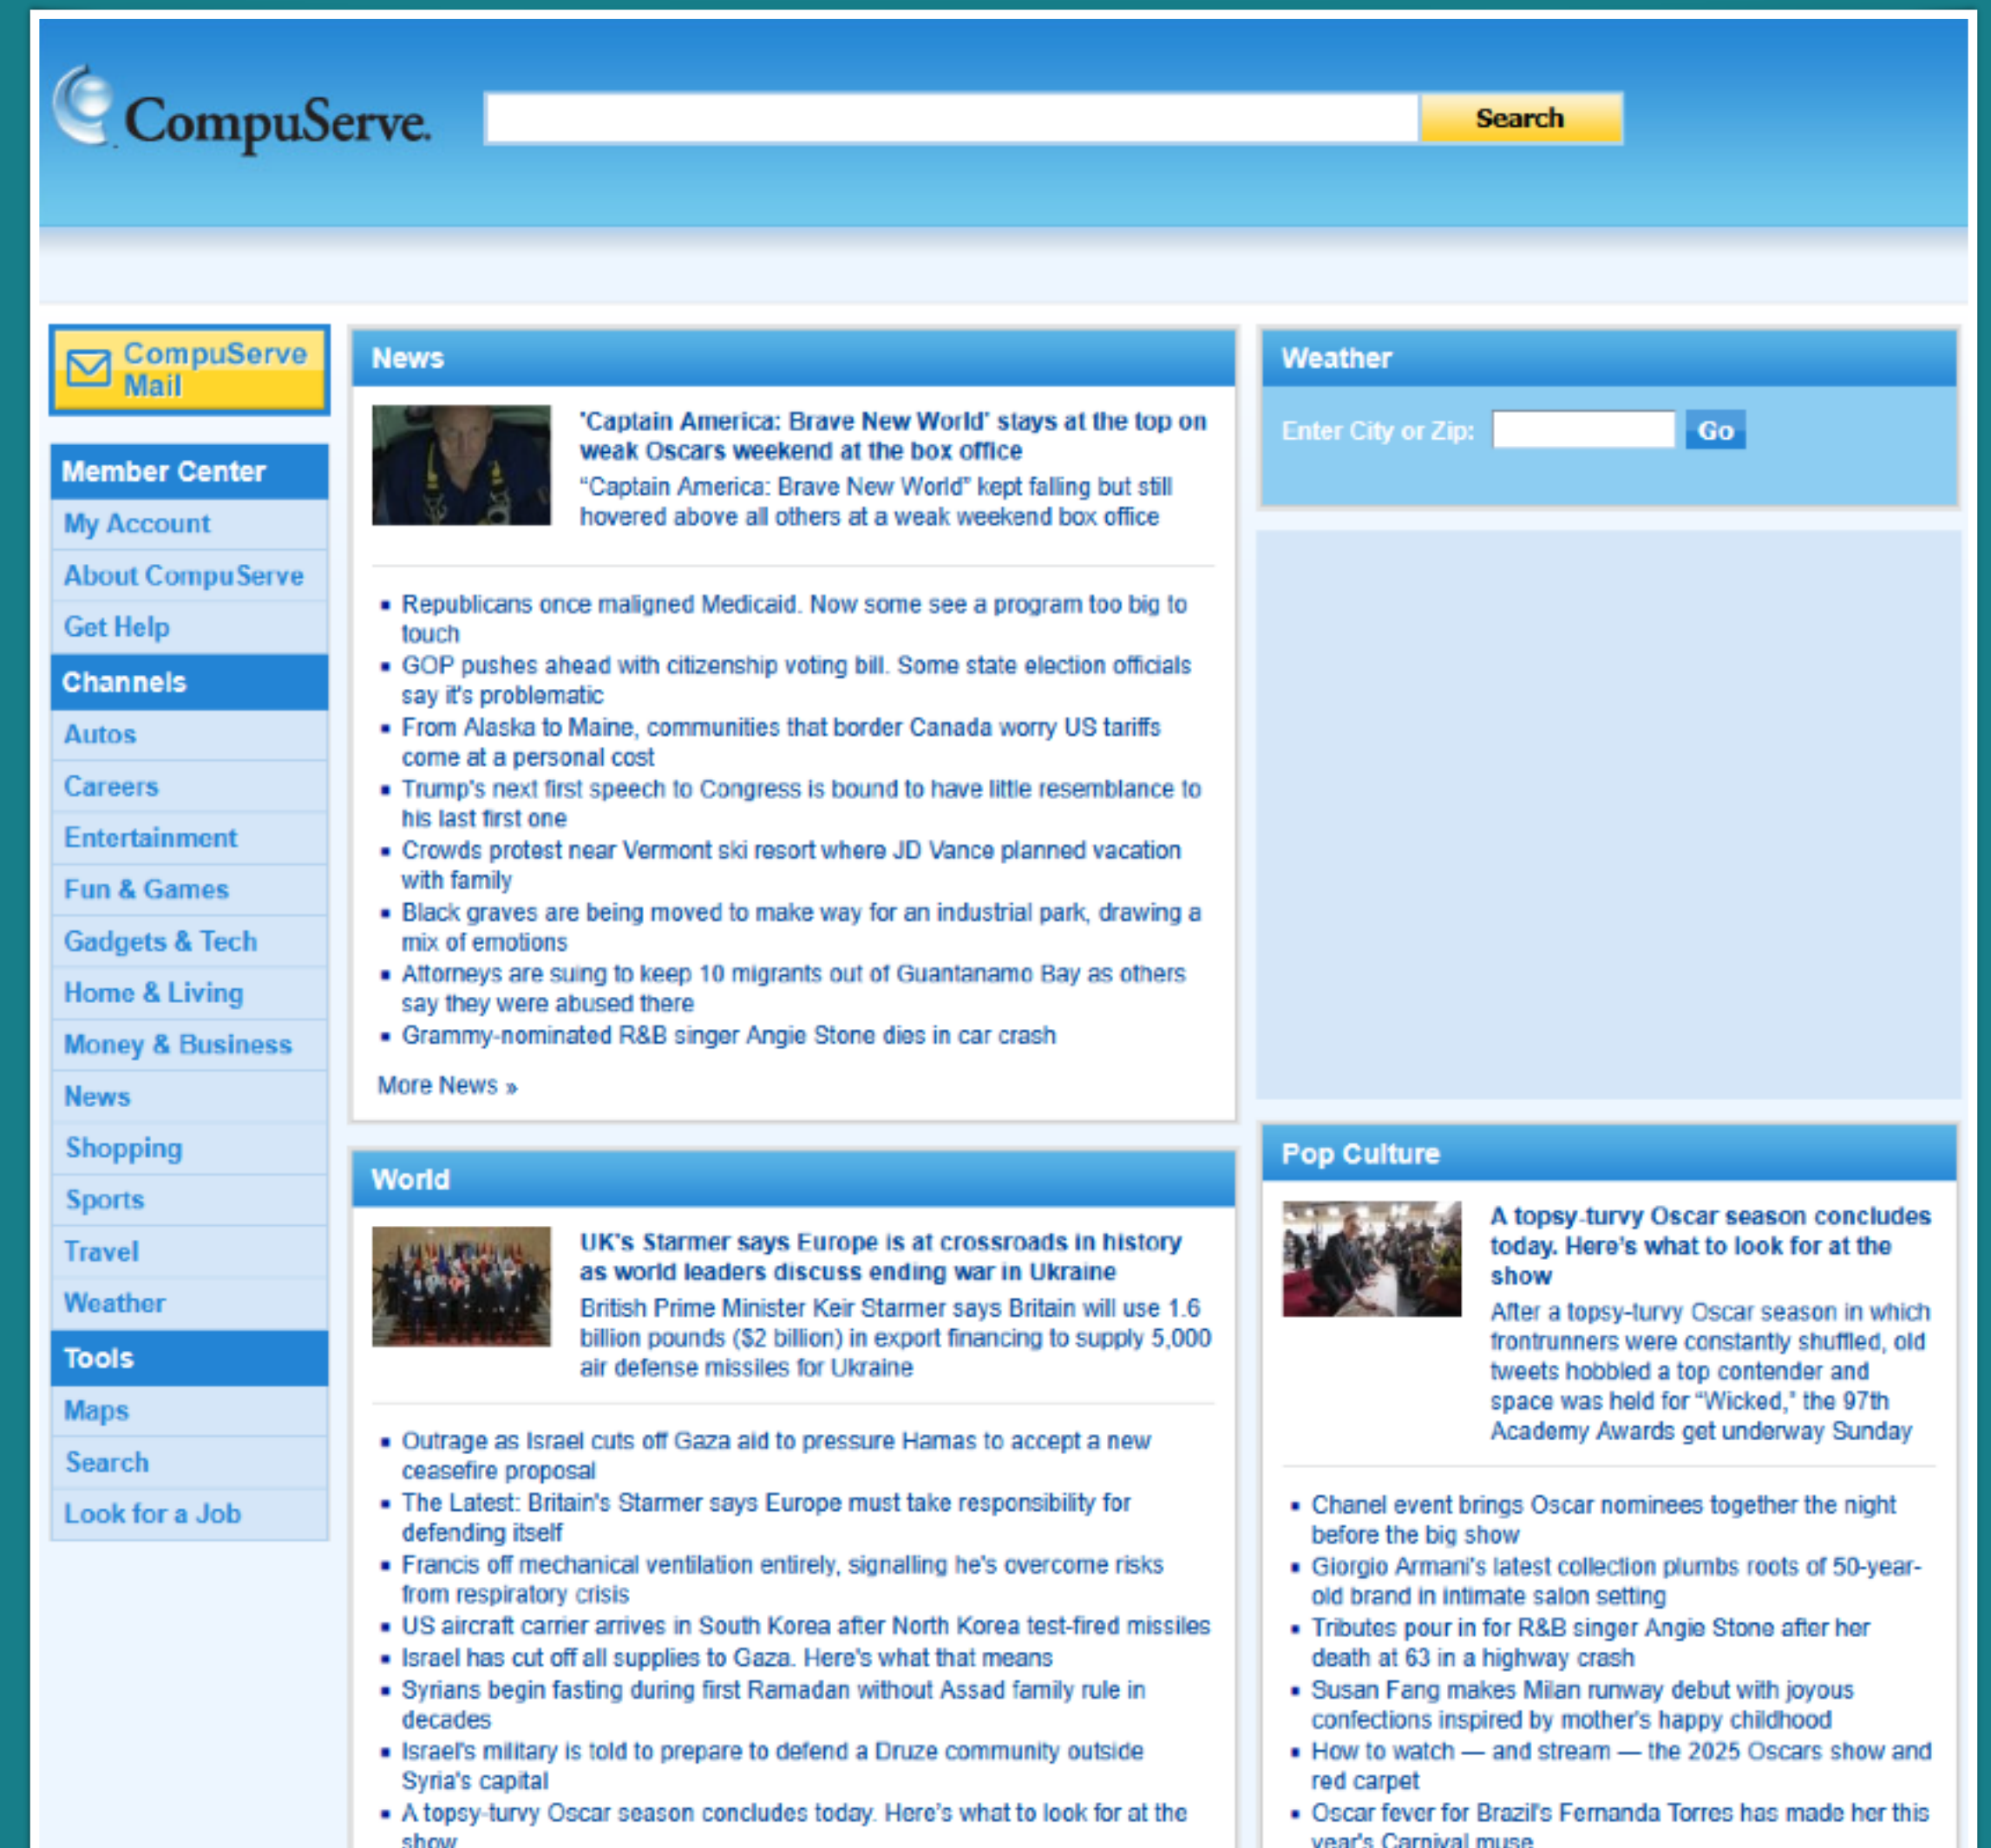 CompuServe.
Search
CompuServe
Mail
Member Center
My Account
About CompuServe
Get Help
Channels
Autos
Careers
Entertainment
Fun & Games
Gadgets & Tech
Home & Living
Money & Business
News
Shopping
Sports
Travel
Weather
Tools
Maps
Search
Look for a Job
News
'Captain America: Brave New World' stays at the top on
weak Oscars weekend at the box office
“Captain America: Brave New World” kept falling but still
hovered above all others at a weak weekend box office
Republicans once maligned Medicaid. Now some see a program too big to
touch
GOP pushes ahead with citizenship voting bill. Some state election officials
say it's problematic
From Alaska to Maine, communities that border Canada worry US tariffs
come at a personal cost
Trump's next first speech to Congress is bound to have little resemblance to
his last first one
Crowds protest near Vermont ski resort where JD Vance planned vacation
with family
Black graves are being moved to make way for an industrial park, drawing a
mix of emotions
Attorneys are suing to keep 10 migrants out of Guantanamo Bay as others
say they were abused there
Grammy-nominated R&B singer Angie Stone dies in car crash
More News »
World
UK's Starmer says Europe is at crossroads in history
as world leaders discuss ending war in Ukraine
British Prime Minister Keir Starmer says Britain will use 1.6
billion pounds ($2 billion) in export financing to supply 5,000
air defense missiles for Ukraine
Outrage as Israel cuts off Gaza aid to pressure Hamas to accept a new
ceasefire proposal
The Latest: Britain's Starmer says Europe must take responsibility for
defending itself
Francis off mechanical ventilation entirely, signalling he's overcome risks
from respiratory crisis
US aircraft carrier arrives in South Korea after North Korea test-fired missiles
Israel has cut off all supplies to Gaza. Here's what that means
Syrians begin fasting during first Ramadan without Assad family rule in
decades
Israel's military is told to prepare to defend a Druze community outside
Syria's capital
A topsy-turvy Oscar season concludes today. Here's what to look for at the
show
Weather
Enter City or Zip:
Go
Pop Culture
A topsy-turvy Oscar season concludes
today. Here's what to look for at the
show
After a topsy-turvy Oscar season in which
frontrunners were constantly shuffled, old
tweets hobbled a top contender and
space was held for “Wicked,” the 97th
Academy Awards get underway Sunday
Chanel event brings Oscar nominees together the night
before the big show
Giorgio Armani's latest collection plumbs roots of 50-year-
old brand in intimate salon setting
Tributes pour in for R&B singer Angie Stone after her
death at 63 in a highway crash
Susan Fang makes Milan runway debut with joyous
confections inspired by mother's happy childhood
How to watch — and stream — the 2025 Oscars show and
red carpet
Oscar fever for Brazil's Fernanda Torres has made her this
year's Carnival muse